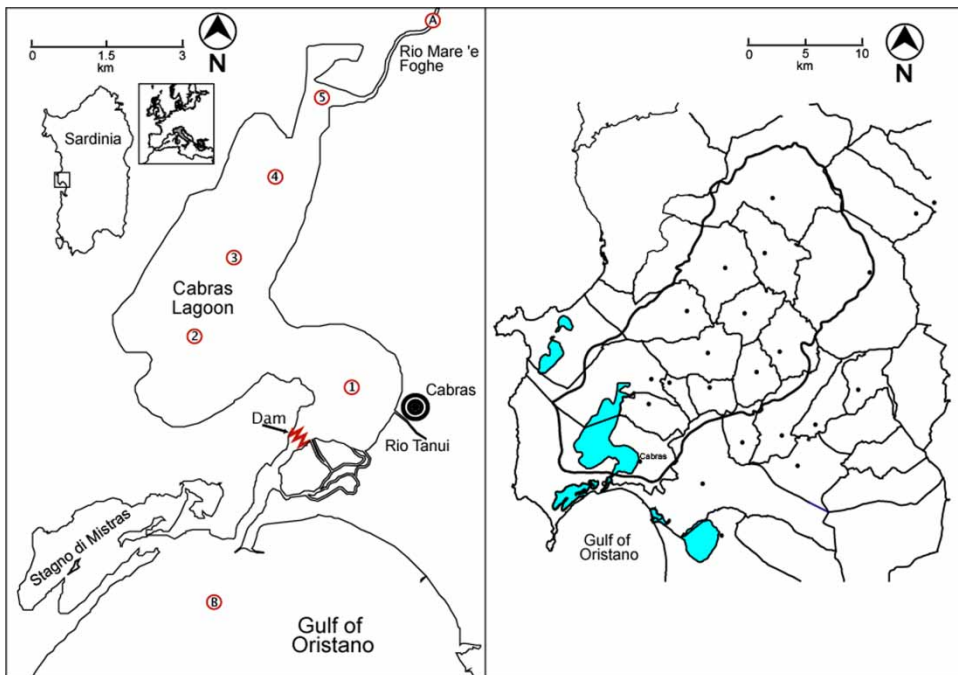 A
0
1.5
3
km
N
Rio Mare 'e
Foghe
5
Sardinia
4
3
Cabras
Lagoon
2
1
Cabras
Dam
Rio Tanui
Stagno di Mistras
B
Gulf of
Oristano
0
5
10
km
N
Cabras
Gulf of
Oristano